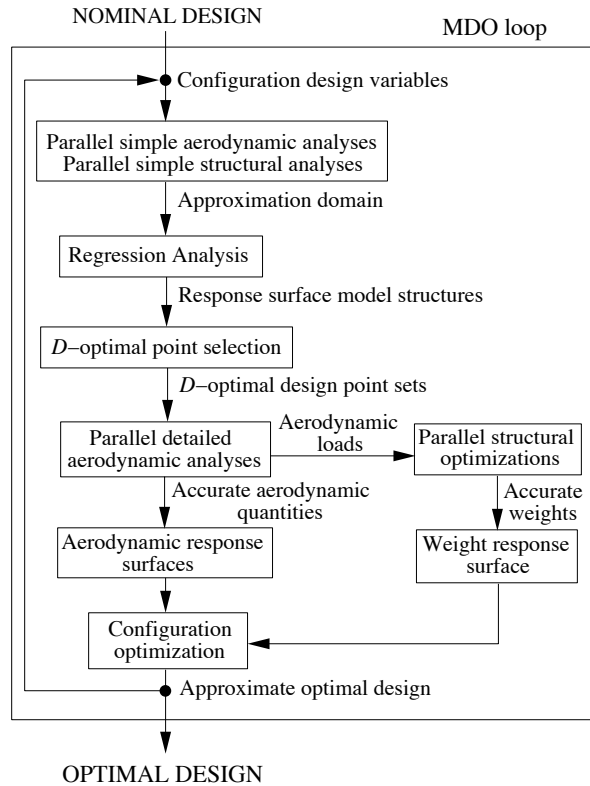 NOMINAL DESIGN
MDO loop
Configuration design variables
Parallel simple aerodynamic analyses
Parallel simple structural analyses
Approximation domain
Regression Analysis
Response surface model structures
D−optimal point selection
D−optimal design point sets
Parallel detailed
aerodynamic analyses
Aerodynamic
loads
Parallel structural
optimizations
Accurate aerodynamic
quantities
Accurate
weights
Aerodynamic response
surfaces
Weight response
surface
Configuration
optimization
Approximate optimal design
OPTIMAL DESIGN